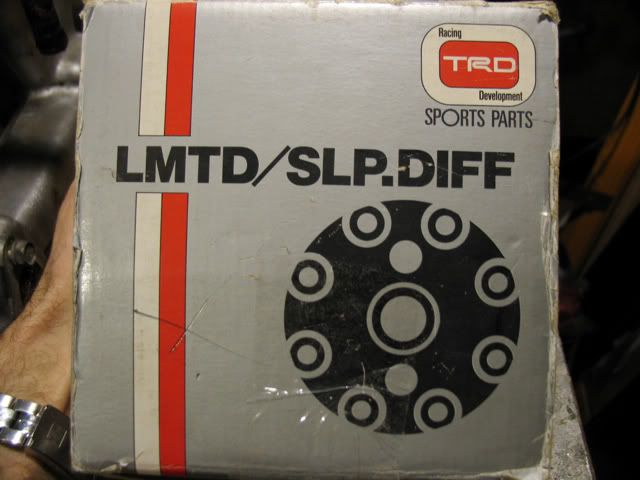 Racing
TRD
Development
SPORTS PARTS
LMTD/SLP.DIFF